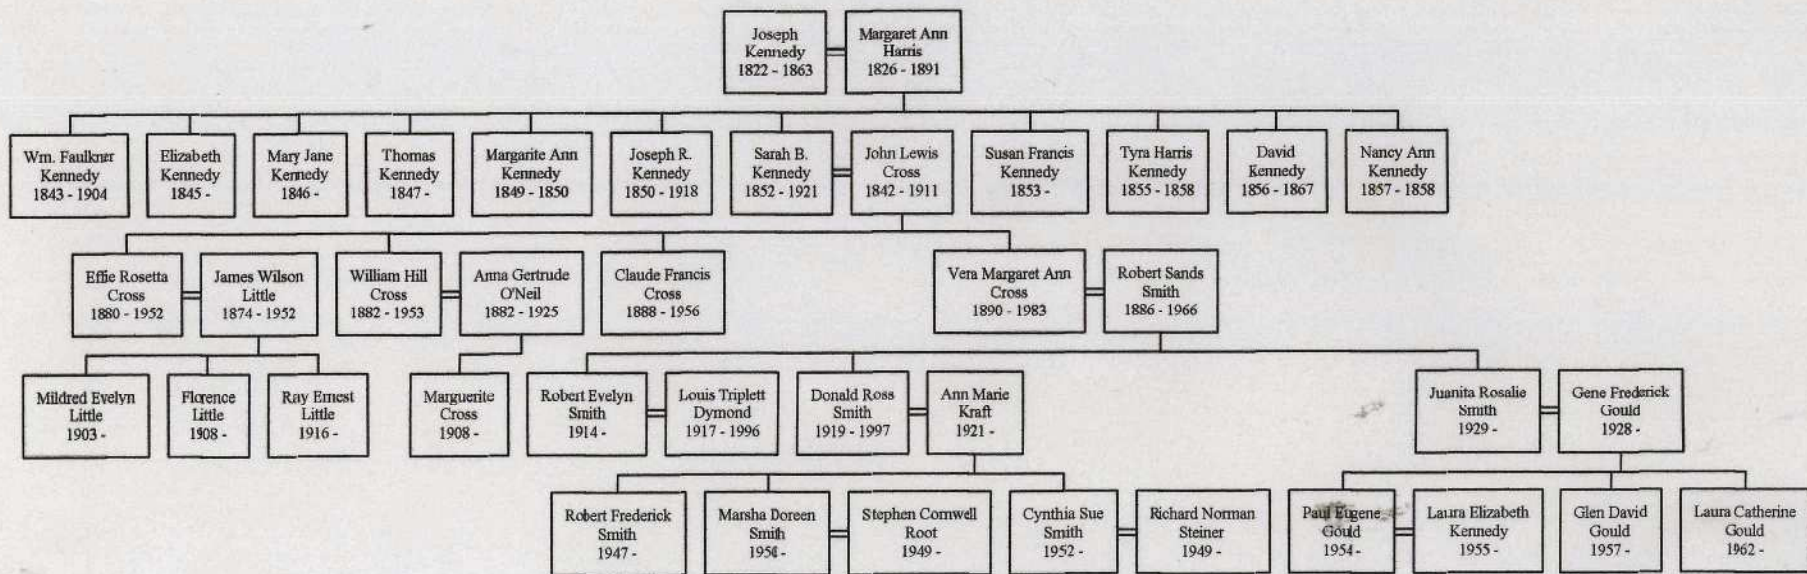 Joseph
Kennedy
1822 - 1863
Margaret Ann
Harris
1826 - 1891
Wm. Faulkner
Kennedy
1843 - 1904
Elizabeth
Kennedy
1845 -
Mary Jane
Kennedy
1846 -
Thomas
Kennedy
1847 -
Margarite Ann
Kennedy
1849 - 1850
Joseph R.
Kennedy
1850 - 1918
Sarah B.
Kennedy
1852 - 1921
John Lewis
Cross
1842 - 1911
Susan Francis
Kennedy
1853 -
Tyra Harris
Kennedy
1855 - 1858
David
Kennedy
1856 - 1867
Nancy Ann
Kennedy
1857 - 1858
Effie Rosetta
Cross
1880 - 1952
James Wilson
Little
1874 - 1952
William Hill
Cross
1882 - 1953
Anna Gertrude
O'Neil
1882 - 1925
Claude Francis
Cross
1888 - 1956
Vera Margaret Ann
Cross
1890 - 1983
Robert Sands
Smith
1886 - 1966
Mildred Evelyn
Little
1903 -
Florence
Little
1908 -
Ray Ernest
Little
1916 -
Marguerite
Cross
1908 -
Robert Evelyn
Smith
1914 -
Louis Triplett
Dymond
1917 - 1996
Donald Ross
Smith
1919 - 1997
Ann Marie
Kraft
1921 -
Juanita Rosalie
Smith
1929 -
Gene Frederick
Gould
1928 -
Robert Frederick
Smith
1947 -
Marsha Doreen
Smith
Stephen Cornwell
Root
1949 -
Cynthia Sue
Smith
1952 -
Richard Norman
Steiner
1949 -
Paul Eugene
Gould
1954 -
Laura Elizabeth
Kennedy
1955 -
Glen David
Gould
1957 -
Laura Catherine
Gould
1962 -